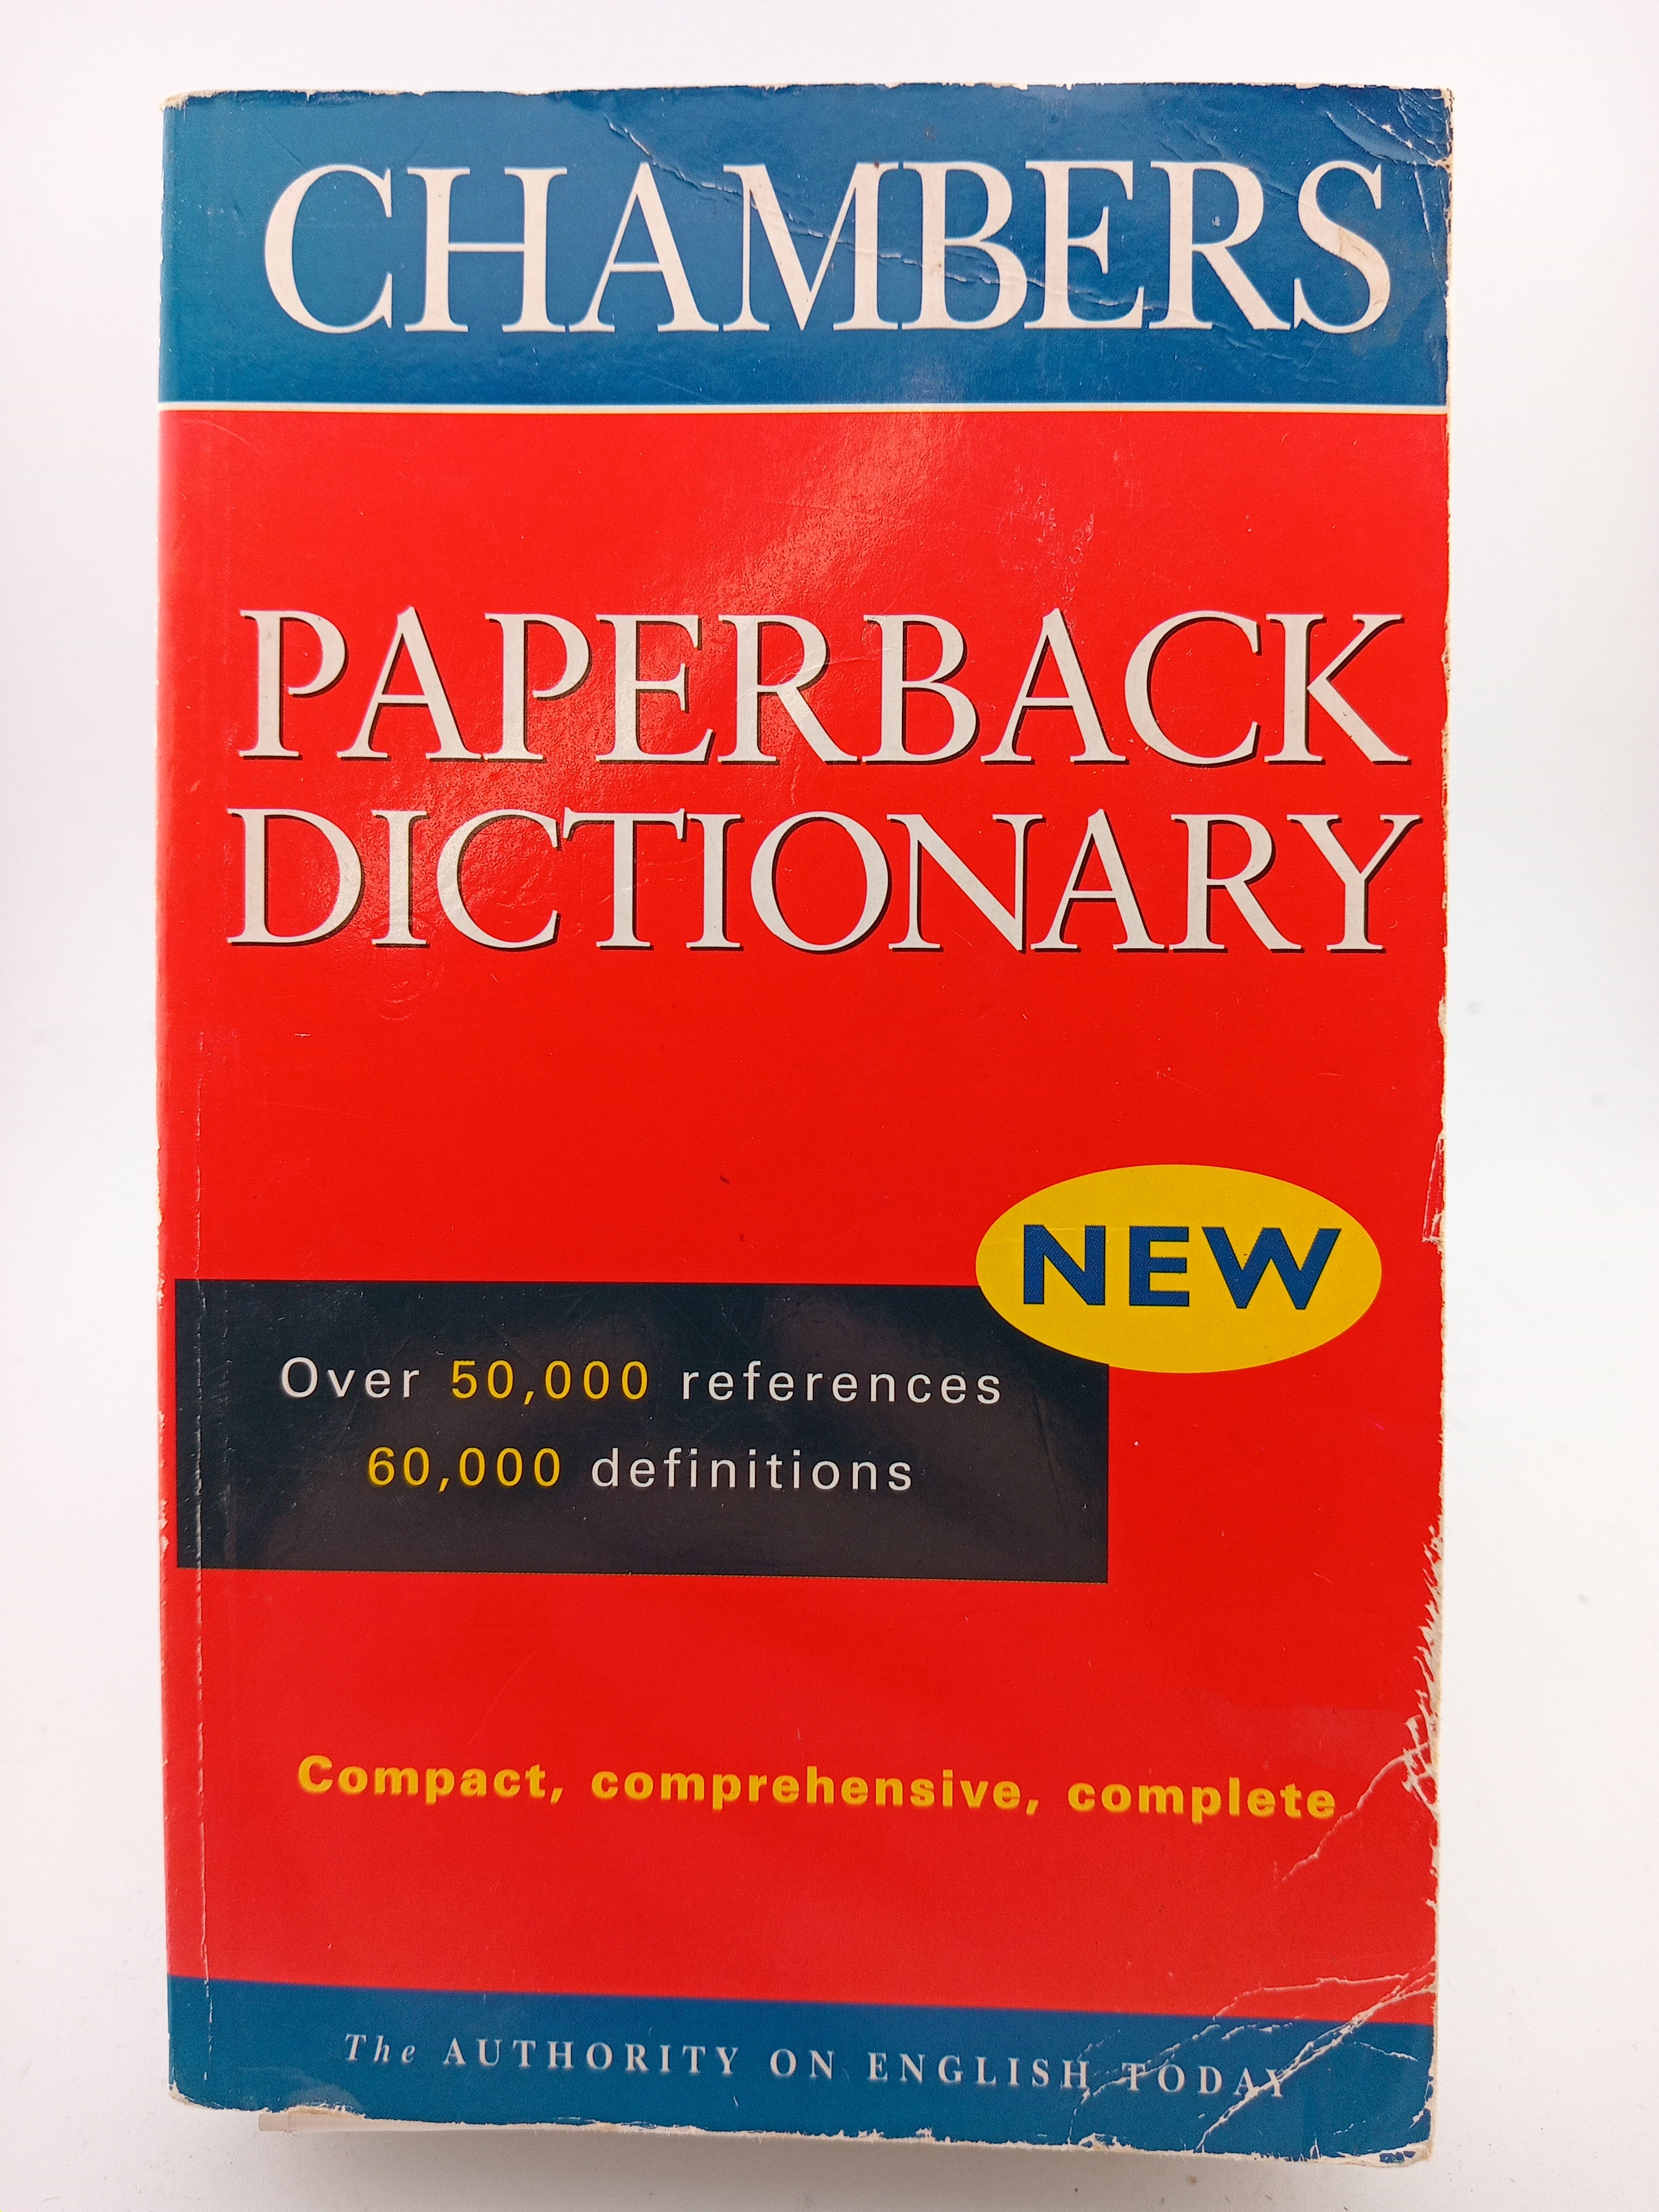 CHAMBERS
PAPERBACK
DICTIONARY
NEW
Over 50,000 references
60,000 definitions
Compact, comprehensive, complete
The AUTHORITY ON ENGLISH TODAY